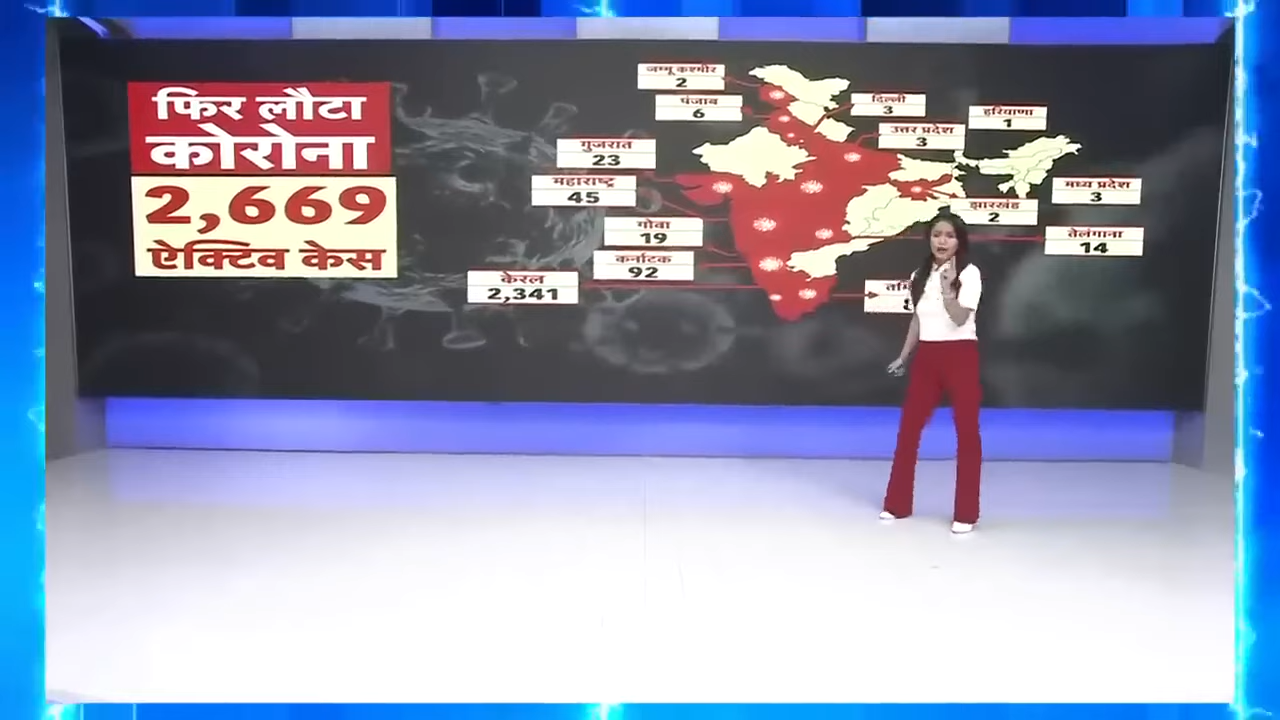 फिर लौटा
कोरोना
2,669
ऐक्टिव केस
जम्मू कश्मीर
2
पंजाब
6
दिल्ली
3
हरियाणा
1
उत्तर प्रदेश
3
गुजरात
23
महाराष्ट्र
45
मध्य प्रदेश
3
झारखंड
2
गोवा
19
तेलंगाना
14
कर्नाटक
92
केरल
2,341